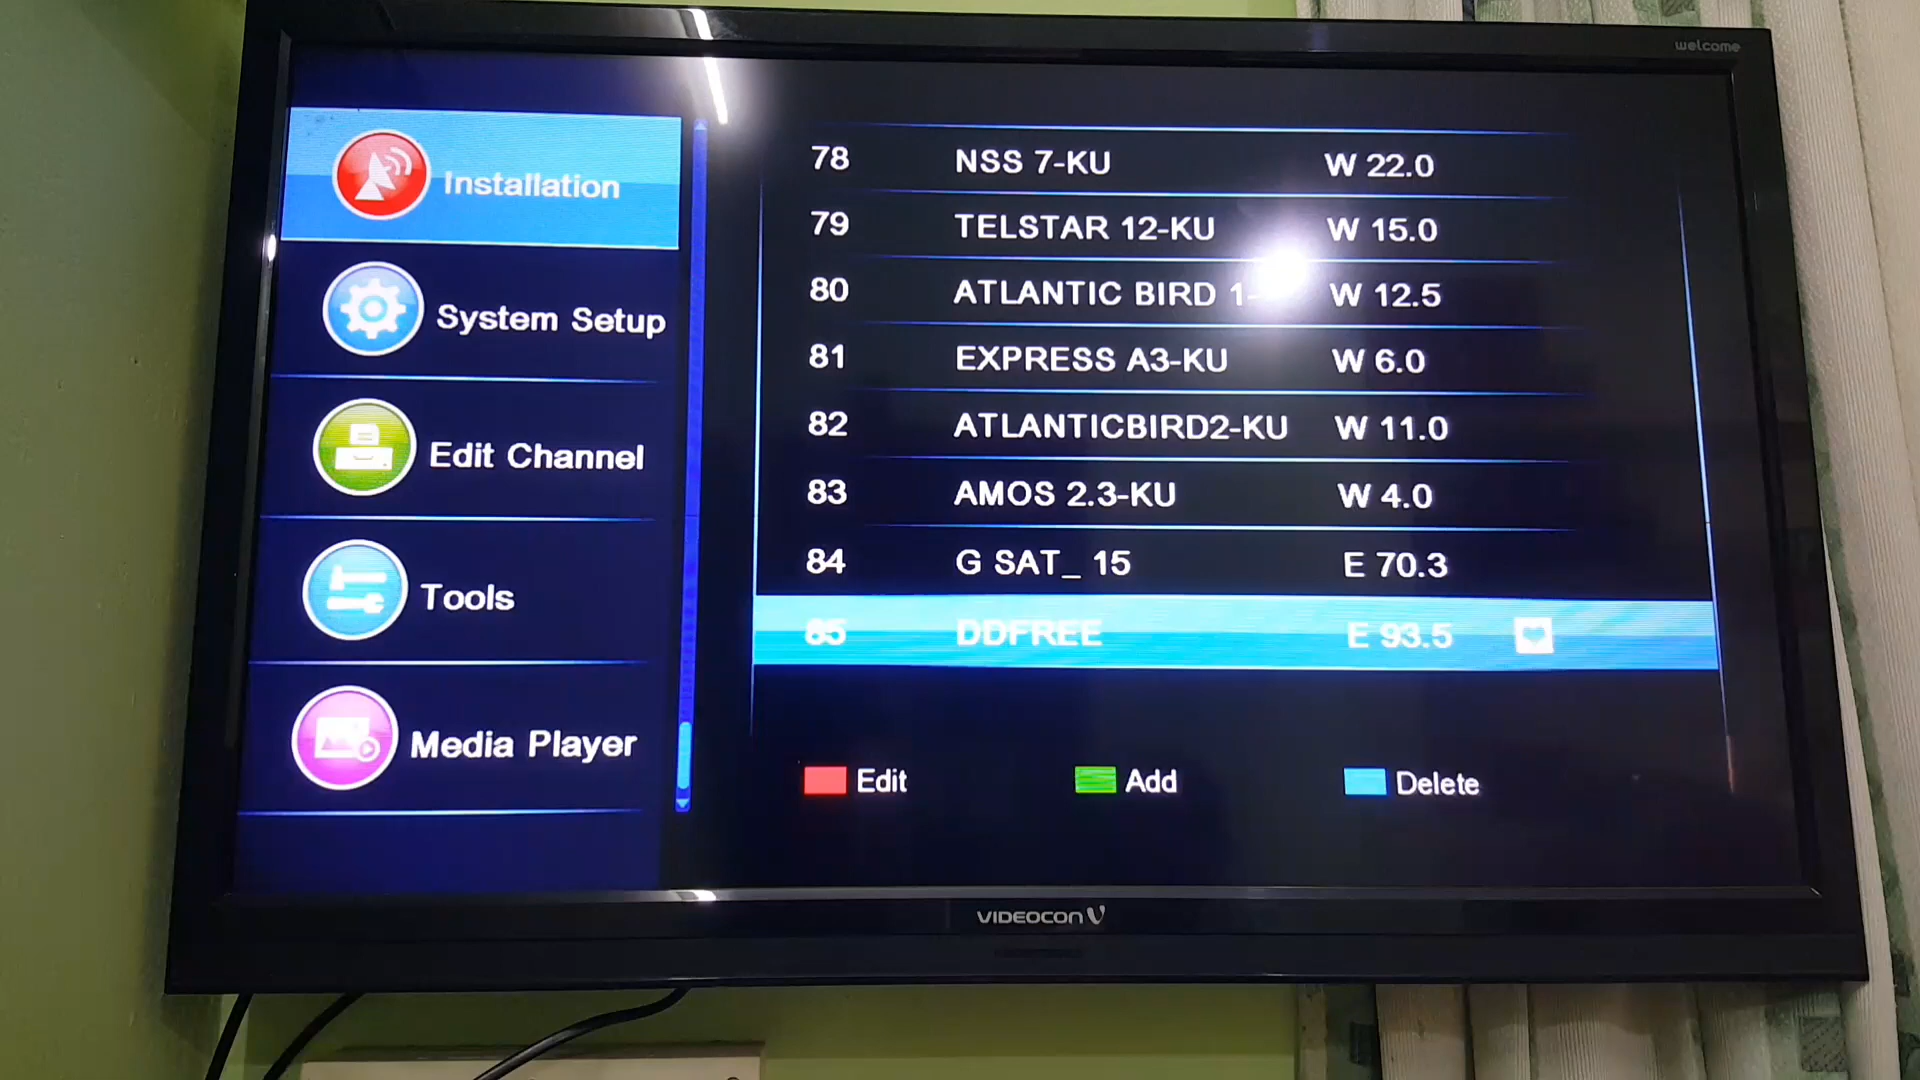 welcome
Installation
System Setup
Edit Channel
Tools
Media Player
78 NSS 7-KU W 22.0
79 TELSTAR 12-KU W 15.0
80 ATLANTIC BIRD 1- W 12.5
81 EXPRESS A3-KU W 6.0
82 ATLANTICBIRD2-KU W 11.0
83 AMOS 2.3-KU W 4.0
84 G SAT_ 15 E 70.3
85 DDFREE E 93.5
Edit Add Delete
VIDEOCON